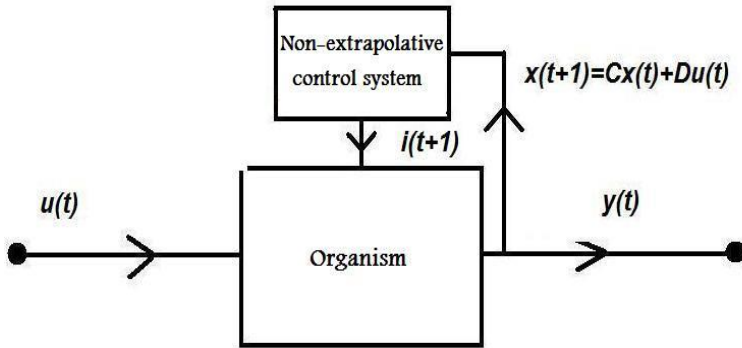 Non-extrapolative
control system
x(t+1)=Cx(t)+Du(t)
i(t+1)
u(t)
y(t)
Organism